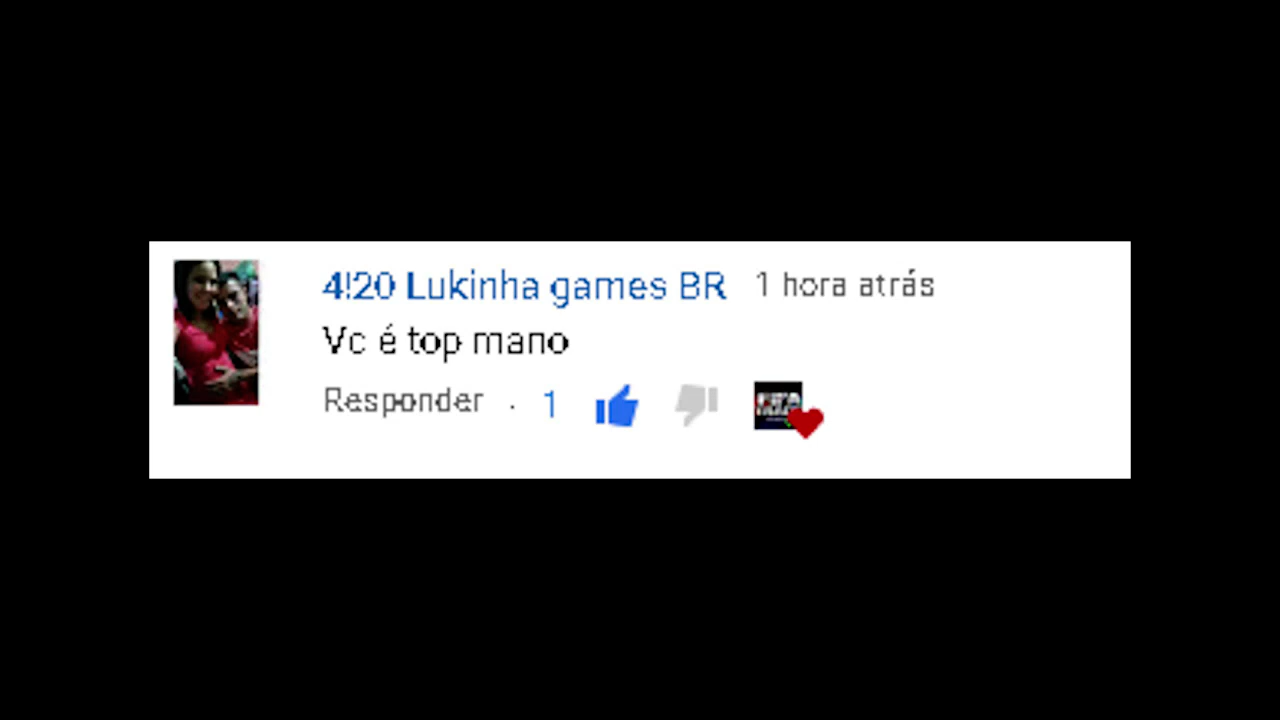 4!20 Lukinha games BR 1 hora atrás
Vc é top mano
Responder · 1